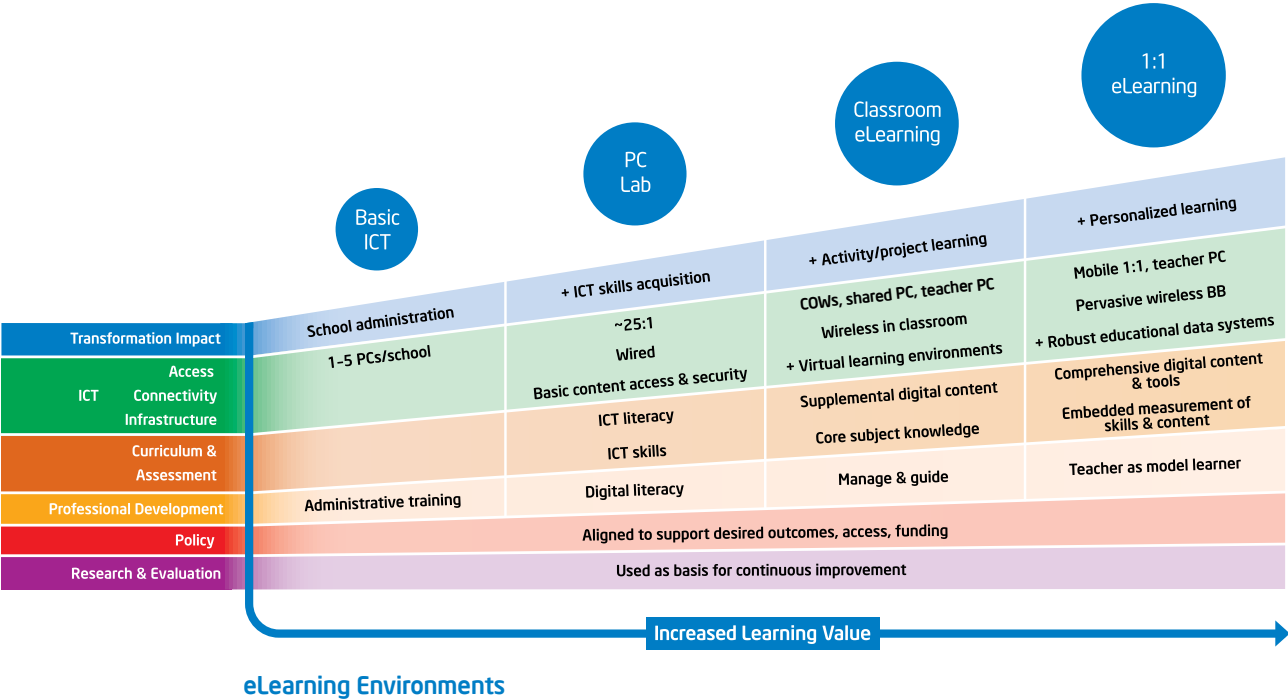 1:1
eLearning
Classroom
eLearning
PC
Lab
Basic
ICT
Transformation Impact
School administration
+ ICT skills acquisition
+ Activity/project learning
+ Personalized learning
Access
ICT Connectivity
Infrastructure
1–5 PCs/school
~25:1
Wired
Basic content access & security
COWs, shared PC, teacher PC
Wireless in classroom
+ Virtual learning environments
Mobile 1:1, teacher PC
Pervasive wireless BB
+ Robust educational data systems
Curriculum &
Assessment
ICT literacy
ICT skills
Supplemental digital content
Core subject knowledge
Comprehensive digital content
& tools
Embedded measurement of
skills & content
Professional Development
Administrative training
Digital literacy
Manage & guide
Teacher as model learner
Policy
Aligned to support desired outcomes, access, funding
Research & Evaluation
Used as basis for continuous improvement
Increased Learning Value
eLearning Environments